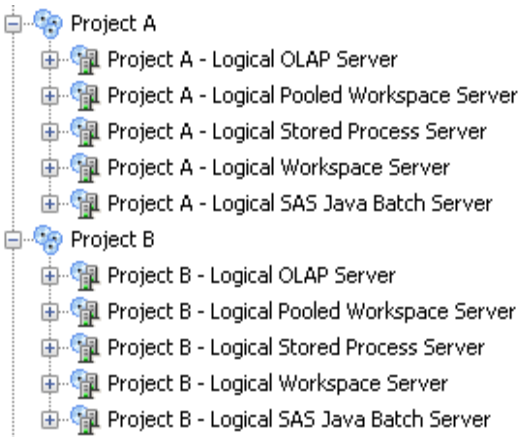 Project A
Project A - Logical OLAP Server
Project A - Logical Pooled Workspace Server
Project A - Logical Stored Process Server
Project A - Logical Workspace Server
Project A - Logical SAS Java Batch Server
Project B
Project B - Logical OLAP Server
Project B - Logical Pooled Workspace Server
Project B - Logical Stored Process Server
Project B - Logical Workspace Server
Project B - Logical SAS Java Batch Server